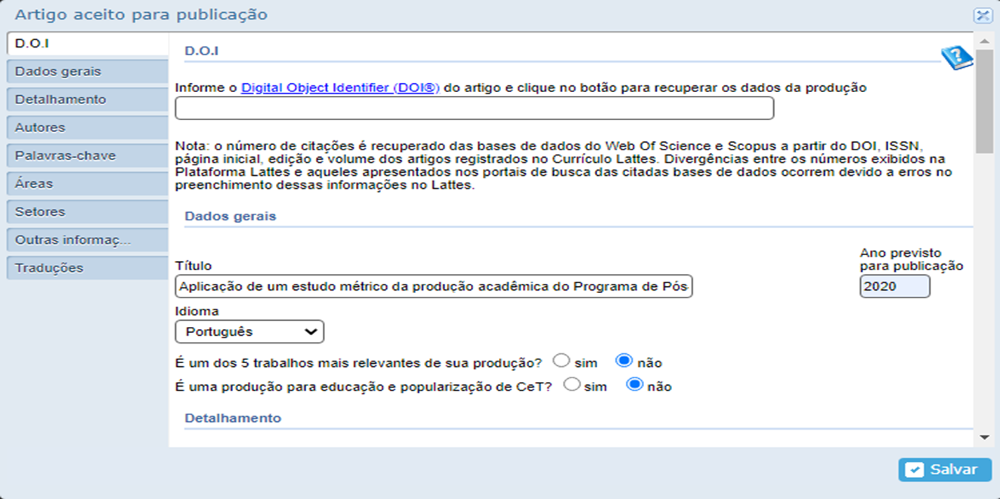 Artigo aceito para publicação
D.O.I
Dados gerais
Detalhamento
Autores
Palavras-chave
Áreas
Setores
Outras informaç...
Traduções
D.O.I
Informe o Digital Object Identifier (DOI®) do artigo e clique no botão para recuperar os dados da produção
Nota: o número de citações é recuperado das bases de dados do Web Of Science e Scopus a partir do DOI, ISSN,
página inicial, edição e volume dos artigos registrados no Currículo Lattes. Divergências entre os números exibidos na
Plataforma Lattes e aqueles apresentados nos portais de busca das citadas bases de dados ocorrem devido a erros no
preenchimento dessas informações no Lattes.
Dados gerais
Título
Aplicação de um estudo métrico da produção acadêmica do Programa de Pós
Ano previsto
para publicação
2020
Idioma
Português
É um dos 5 trabalhos mais relevantes de sua produção? sim não
É uma produção para educação e popularização de CeT? sim não
Detalhamento
Salvar